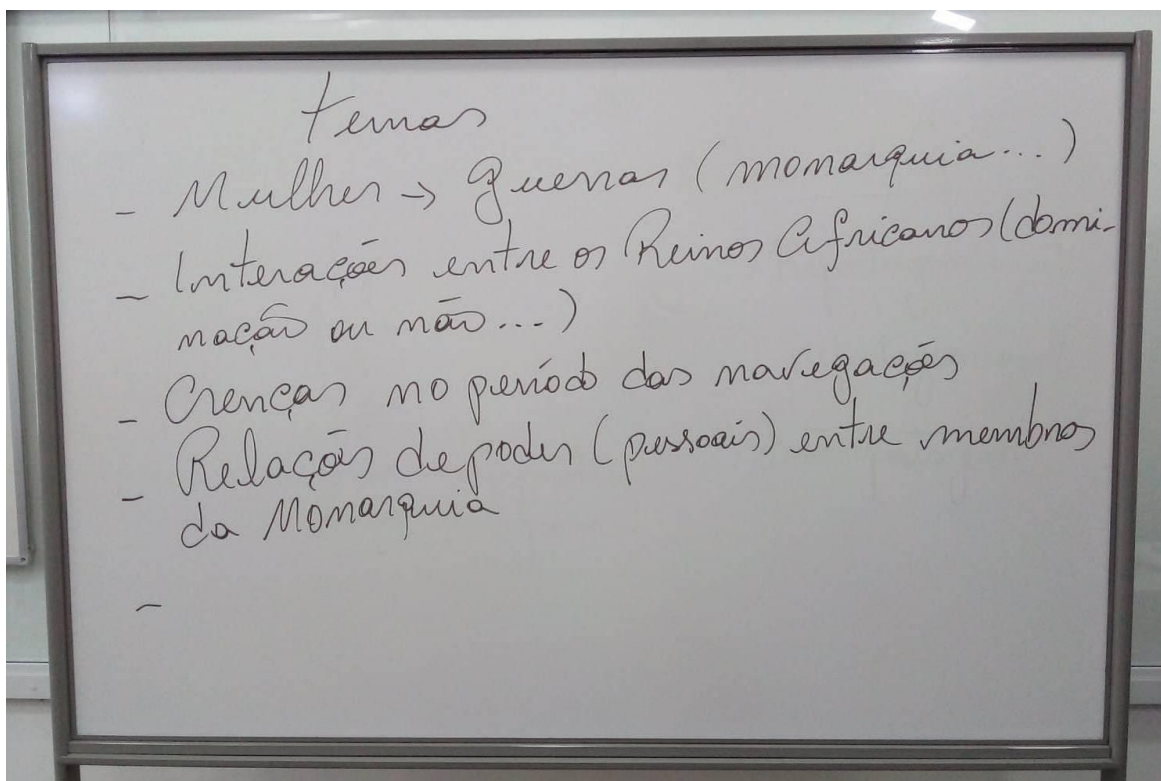 Temas
- Mulher → guerras (monarquia...)
- Interações entre os Reinos Africanos (domi-
nação ou não...)
- Crenças no período das navegações
- Relações de poder (pessoais) entre membros
da Monarquia
-